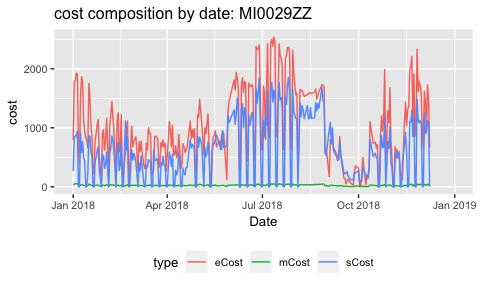 cost composition by date: MI0029ZZ
cost
2000
1000
0
Jan 2018 Apr 2018 Jul 2018 Oct 2018 Jan 2019
Date
type eCost mCost sCost